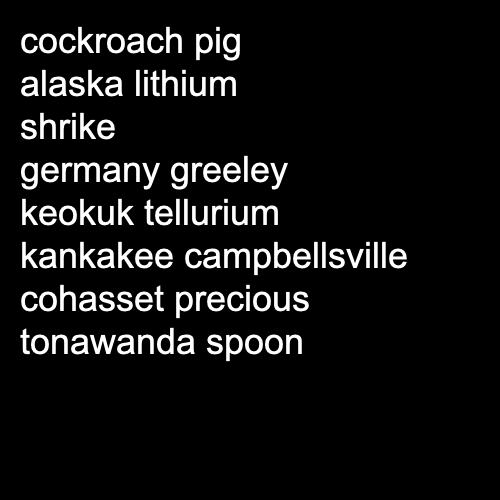 cockroach pig
alaska lithium
shrike
germany greeley
keokuk tellurium
kankakee campbellsville
cohasset precious
tonawanda spoon